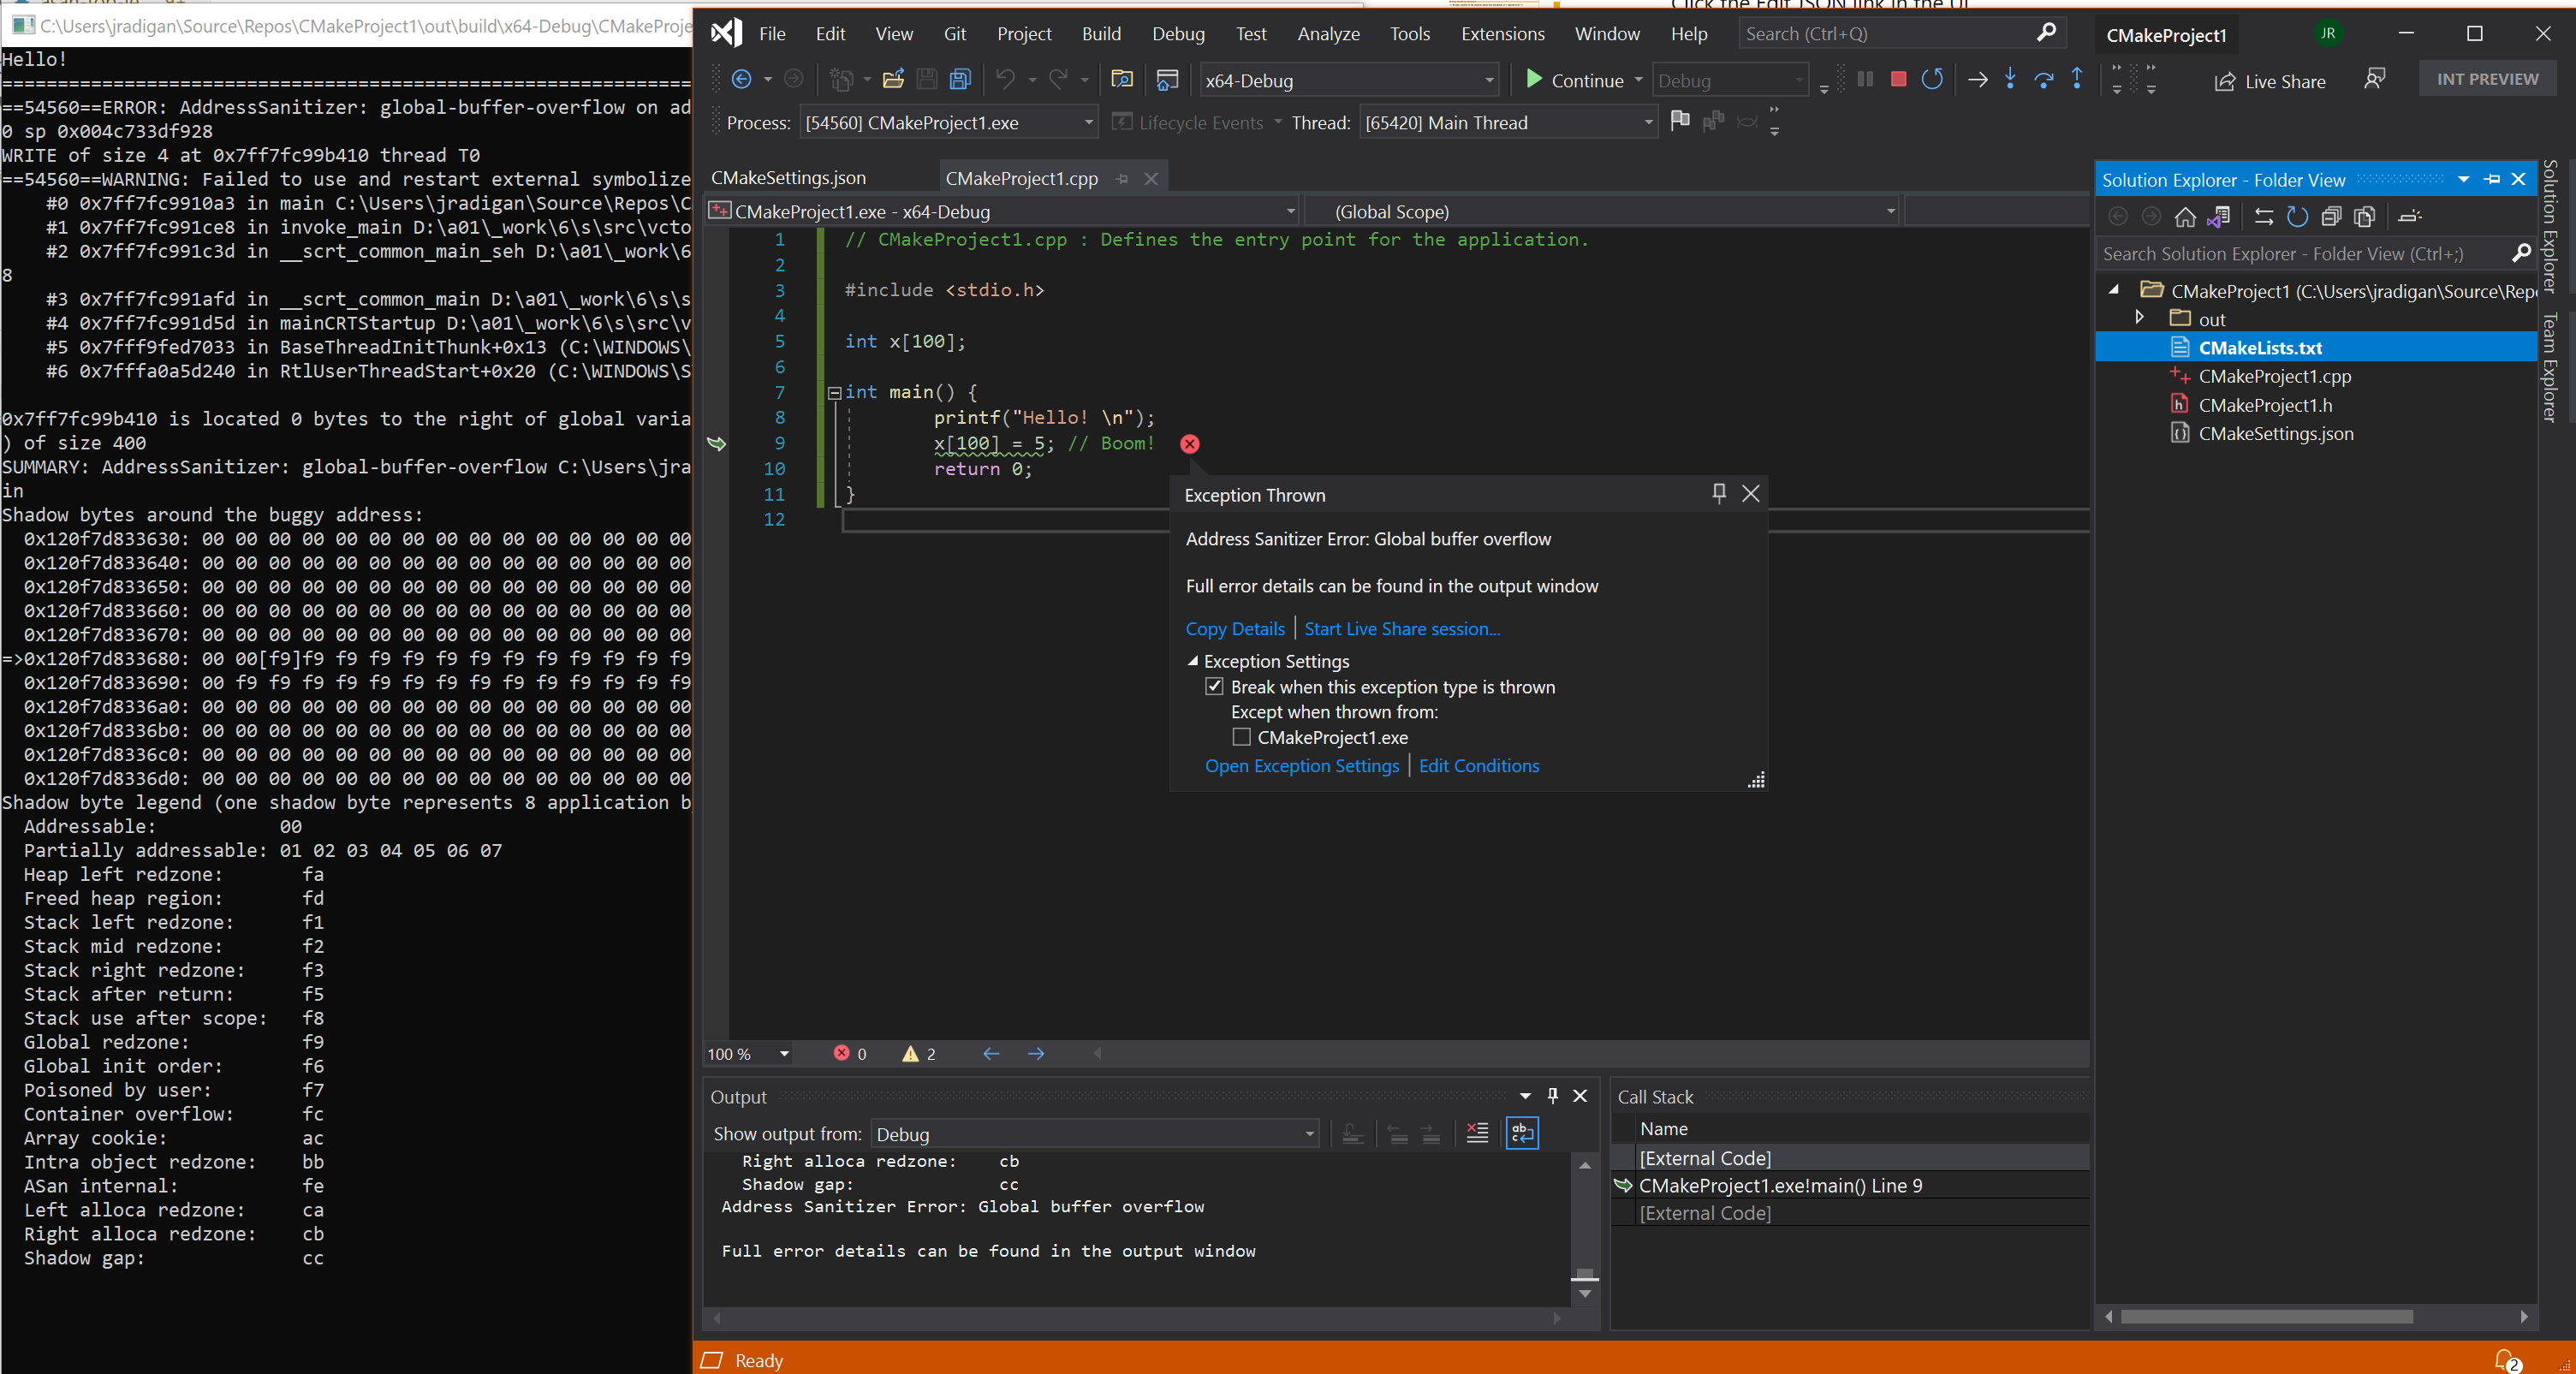 Click the Edit JSON link in the UI
C:\Users\jradigan\Source\Repos\CMakeProject1\out\build\x64-Debug\CMakeProje
Hello!
=================================================================
==54560==ERROR: AddressSanitizer: global-buffer-overflow on ad
0 sp 0x004c733df928
WRITE of size 4 at 0x7ff7fc99b410 thread T0
==54560==WARNING: Failed to use and restart external symbolize
#0 0x7ff7fc9910a3 in main C:\Users\jradigan\Source\Repos\C
#1 0x7ff7fc991ce8 in invoke_main D:\a01\_work\6\s\src\vcto
#2 0x7ff7fc991c3d in __scrt_common_main_seh D:\a01\_work\6
8
#3 0x7ff7fc991afd in __scrt_common_main D:\a01\_work\6\s\s
#4 0x7ff7fc991d5d in mainCRTStartup D:\a01\_work\6\s\src\v
#5 0x7fff9fed7033 in BaseThreadInitThunk+0x13 (C:\WINDOWS\
#6 0x7fffa0a5d240 in RtlUserThreadStart+0x20 (C:\WINDOWS\S
0x7ff7fc99b410 is located 0 bytes to the right of global varia
) of size 400
SUMMARY: AddressSanitizer: global-buffer-overflow C:\Users\jra
in
Shadow bytes around the buggy address:
0x120f7d833630: 00 00 00 00 00 00 00 00 00 00 00 00 00 00 00
0x120f7d833640: 00 00 00 00 00 00 00 00 00 00 00 00 00 00 00
0x120f7d833650: 00 00 00 00 00 00 00 00 00 00 00 00 00 00 00
0x120f7d833660: 00 00 00 00 00 00 00 00 00 00 00 00 00 00 00
0x120f7d833670: 00 00 00 00 00 00 00 00 00 00 00 00 00 00 00
=>0x120f7d833680: 00 00[f9]f9 f9 f9 f9 f9 f9 f9 f9 f9 f9 f9 f9
0x120f7d833690: 00 f9 f9 f9 f9 f9 f9 f9 f9 f9 f9 f9 f9 f9 f9
0x120f7d8336a0: 00 00 00 00 00 00 00 00 00 00 00 00 00 00 00
0x120f7d8336b0: 00 00 00 00 00 00 00 00 00 00 00 00 00 00 00
0x120f7d8336c0: 00 00 00 00 00 00 00 00 00 00 00 00 00 00 00
0x120f7d8336d0: 00 00 00 00 00 00 00 00 00 00 00 00 00 00 00
Shadow byte legend (one shadow byte represents 8 application b
Addressable: 00
Partially addressable: 01 02 03 04 05 06 07
Heap left redzone: fa
Freed heap region: fd
Stack left redzone: f1
Stack mid redzone: f2
Stack right redzone: f3
Stack after return: f5
Stack use after scope: f8
Global redzone: f9
Global init order: f6
Poisoned by user: f7
Container overflow: fc
Array cookie: ac
Intra object redzone: bb
ASan internal: fe
Left alloca redzone: ca
Right alloca redzone: cb
Shadow gap: cc
File Edit View Git Project Build Debug Test Analyze Tools Extensions Window Help Search (Ctrl+Q) CMakeProject1 JR
x64-Debug Continue Debug Live Share INT PREVIEW
Process: [54560] CMakeProject1.exe Lifecycle Events Thread: [65420] Main Thread
CMakeSettings.json CMakeProject1.cpp
CMakeProject1.exe - x64-Debug (Global Scope)
1 // CMakeProject1.cpp : Defines the entry point for the application.
2
3 #include <stdio.h>
4
5 int x[100];
6
7 int main() {
8 printf("Hello! \n");
9 x[100] = 5; // Boom!
10 return 0;
11 }
12
Exception Thrown
Address Sanitizer Error: Global buffer overflow
Full error details can be found in the output window
Copy Details | Start Live Share session...
Exception Settings
Break when this exception type is thrown
Except when thrown from:
CMakeProject1.exe
Open Exception Settings | Edit Conditions
100 % 0 2
Output
Show output from: Debug
Right alloca redzone: cb
Shadow gap: cc
Address Sanitizer Error: Global buffer overflow
Full error details can be found in the output window
Call Stack
Name
[External Code]
CMakeProject1.exe!main() Line 9
[External Code]
Solution Explorer - Folder View
Search Solution Explorer - Folder View (Ctrl+;)
CMakeProject1 (C:\Users\jradigan\Source\Repo
out
CMakeLists.txt
CMakeProject1.cpp
CMakeProject1.h
CMakeSettings.json
Solution Explorer
Team Explorer
Ready
2